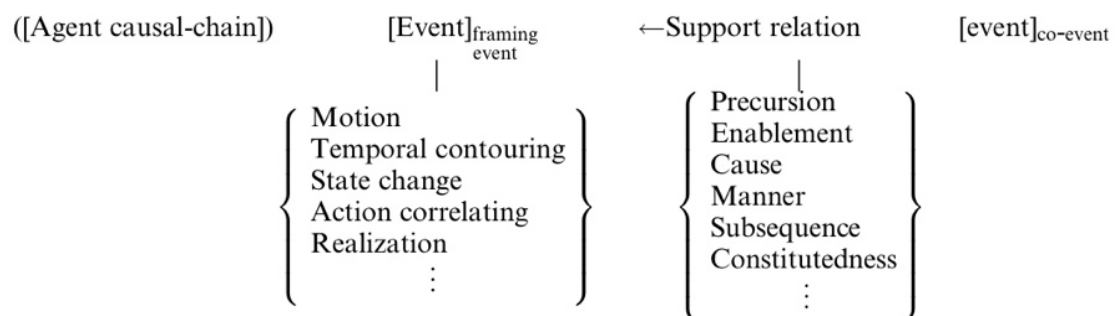 ([Agent causal-chain]) [Event]framing event ←Support relation [event]co-event
Motion
Temporal contouring
State change
Action correlating
Realization
⋮
Precursion
Enablement
Cause
Manner
Subsequence
Constitutedness
⋮